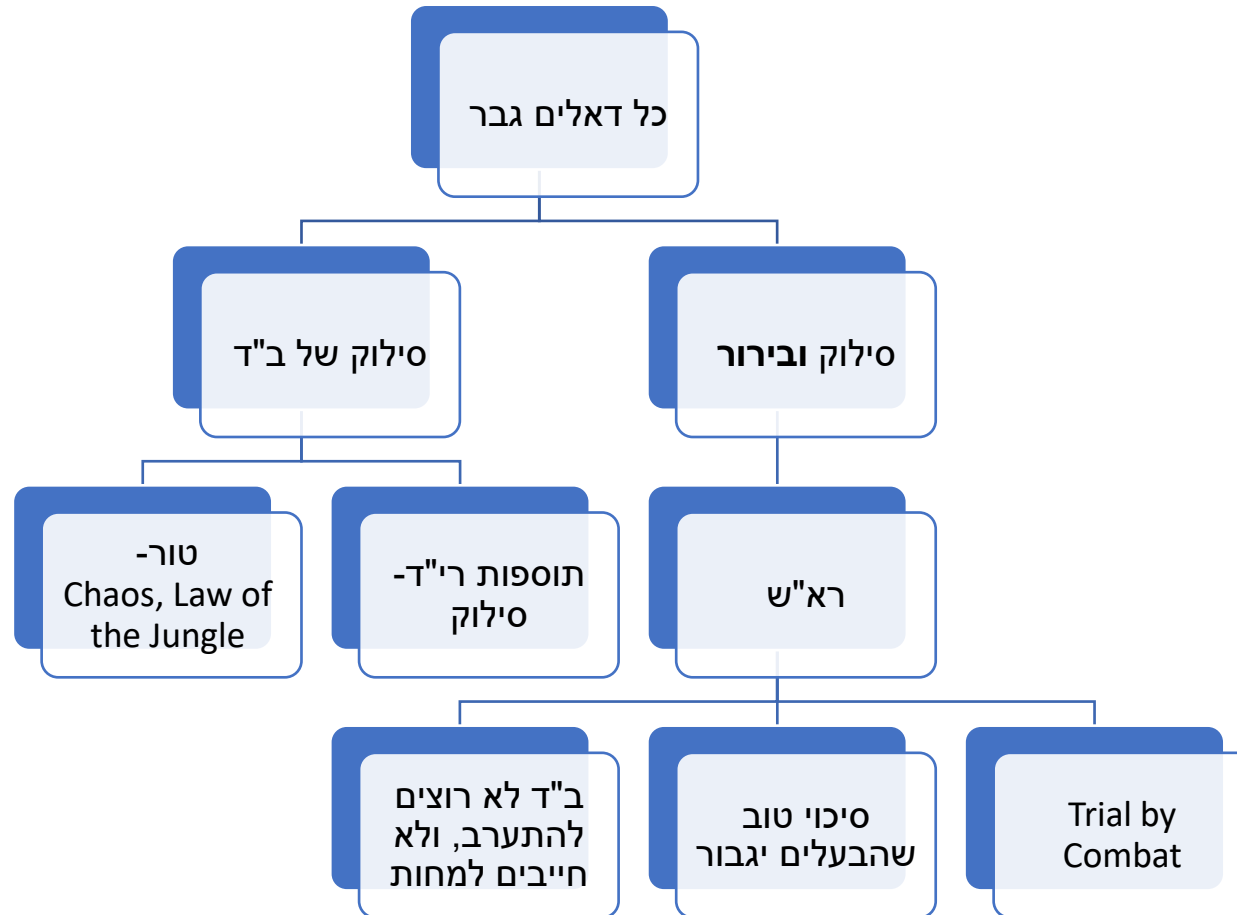 כל דאלים גבר
סילוק ובירור
סילוק של ב"ד
רא"ש
תוספות רי"ד-
סילוק
טור-
Chaos, Law of
the Jungle
Trial by
Combat
סיכוי טוב
שהבעלים יגבור
ב"ד לא רוצים
להתערב, ולא
חייבים למחות